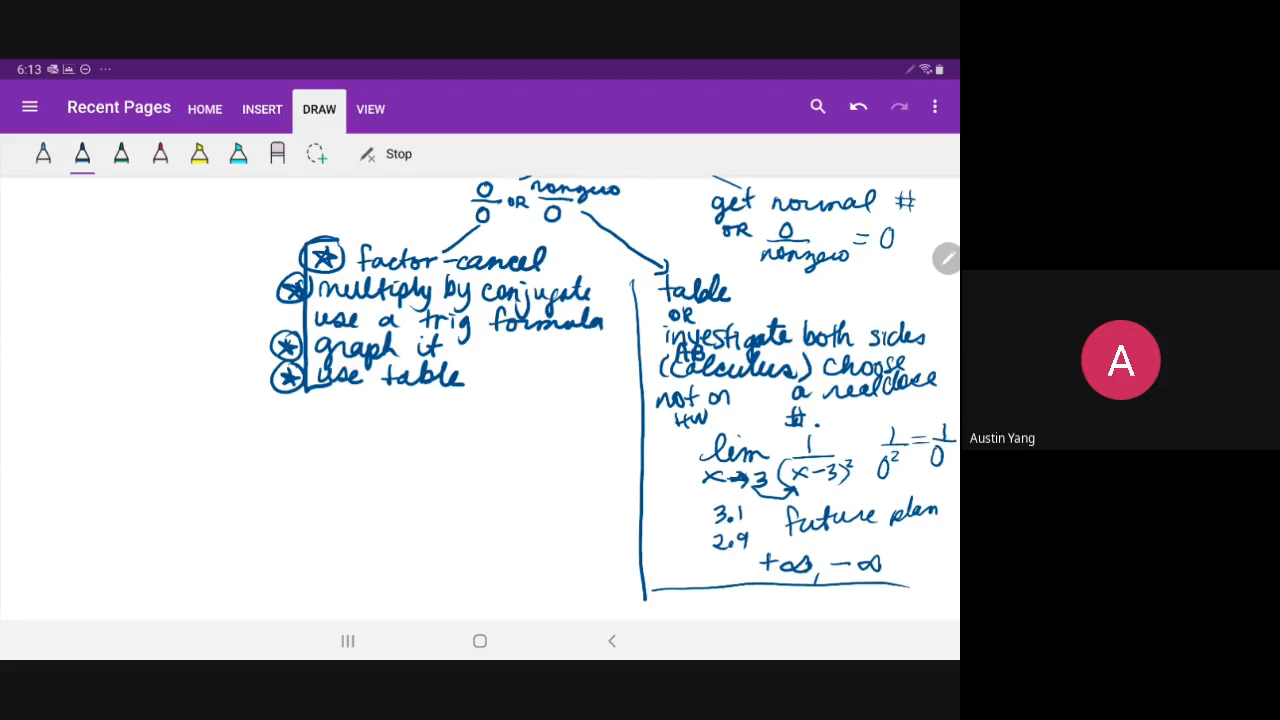 6:13
Recent Pages HOME INSERT DRAW VIEW
Stop
0/0 OR nonzero/0
get normal #
OR 0/nonzero = 0
factor-cancel
multiply by conjugate
use a trig formula
graph it
use table
table
OR
investigate both sides
AB
(Calculus) choose
not on a real close
HW #.
lim x→3 1/(x-3)² 1/0² = 1/0
3.1 future plan
2.9
+∞, -∞
A
Austin Yang